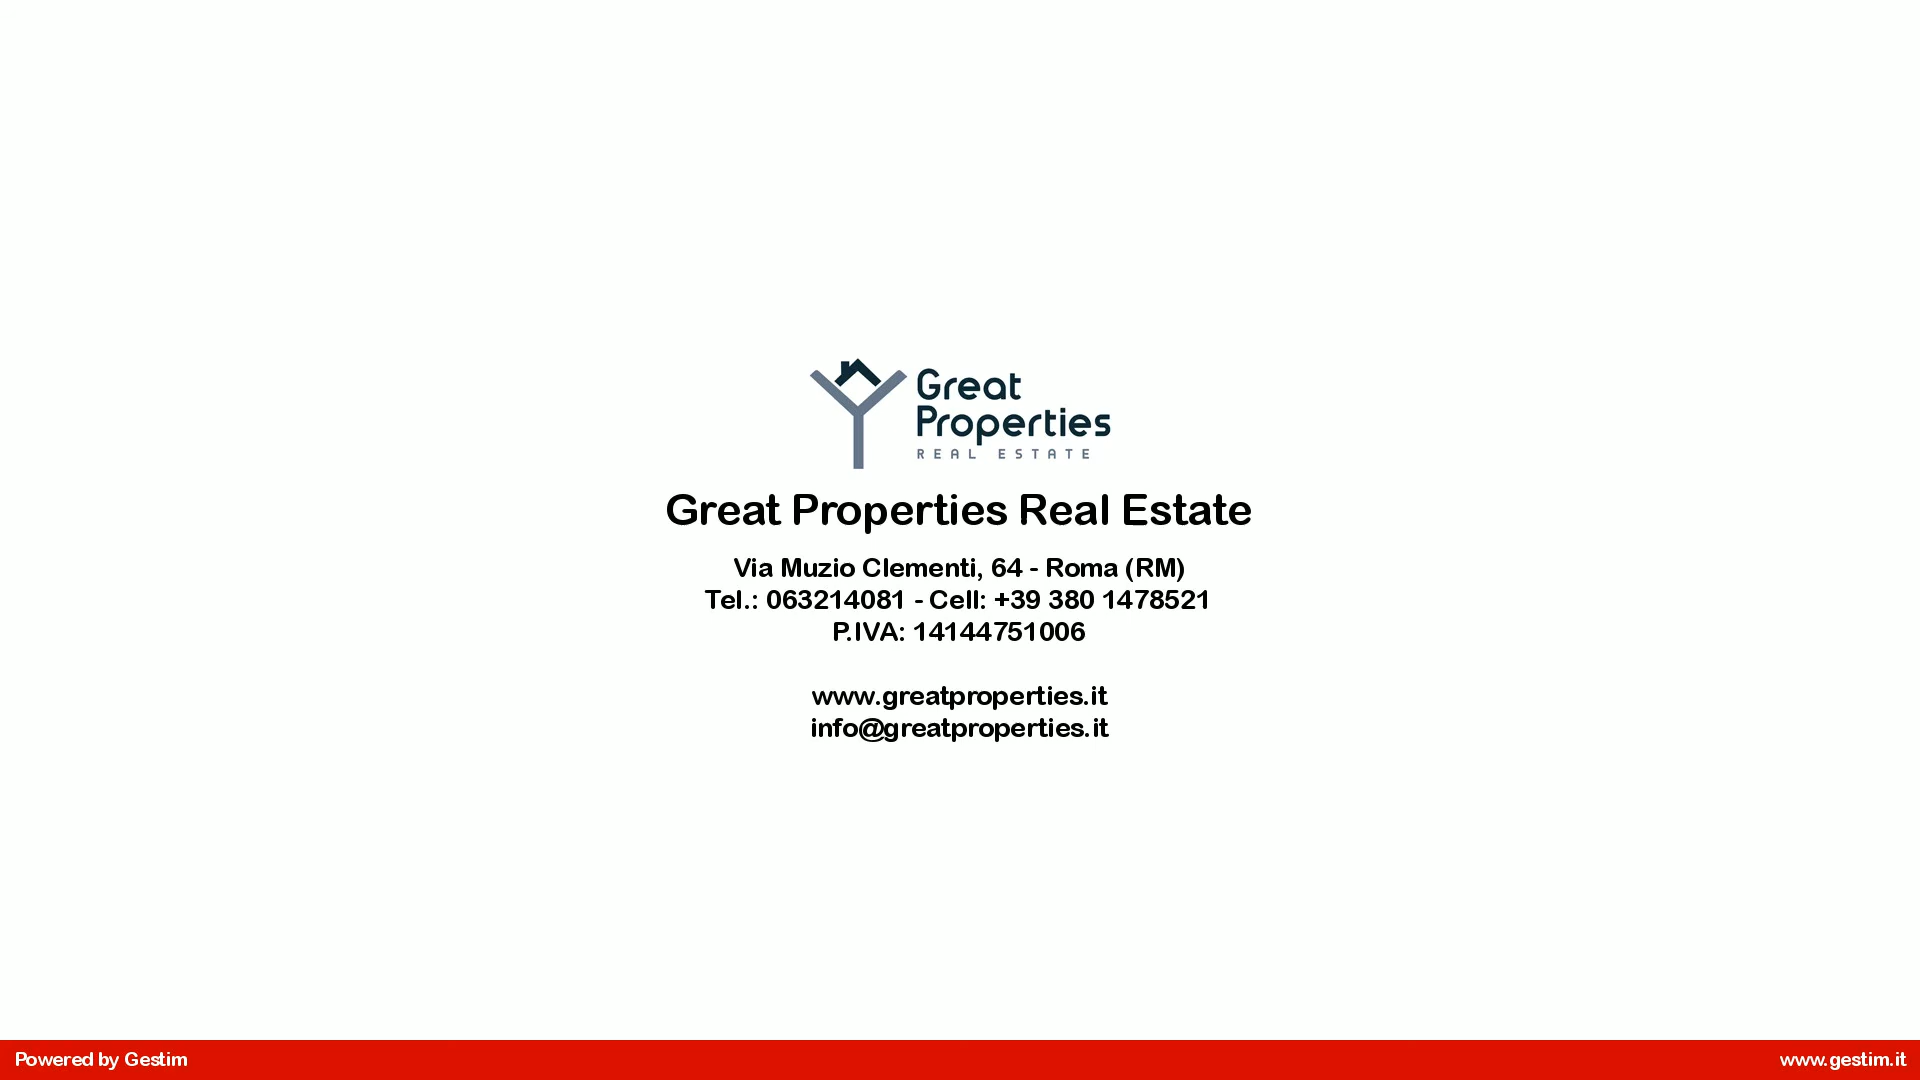 Great
Properties
REAL ESTATE
Great Properties Real Estate
Via Muzio Clementi, 64 - Roma (RM)
Tel.: 063214081 - Cell: +39 380 1478521
P.IVA: 14144751006
www.greatproperties.it
info@greatproperties.it
Powered by Gestim
www.gestim.it